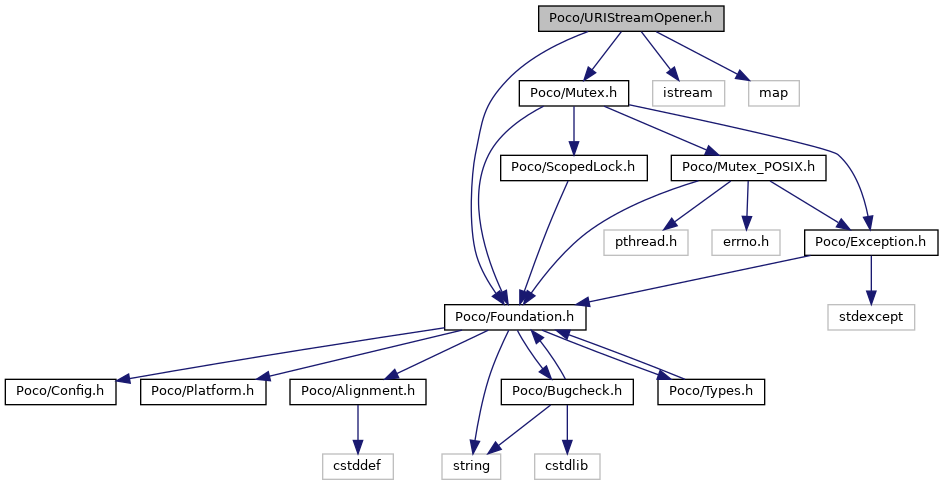 Poco/URIStreamOpener.h
Poco/Mutex.h
istream
map
Poco/ScopedLock.h
Poco/Mutex_POSIX.h
pthread.h
errno.h
Poco/Exception.h
Poco/Foundation.h
stdexcept
Poco/Config.h
Poco/Platform.h
Poco/Alignment.h
Poco/Bugcheck.h
Poco/Types.h
cstddef
string
cstdlib